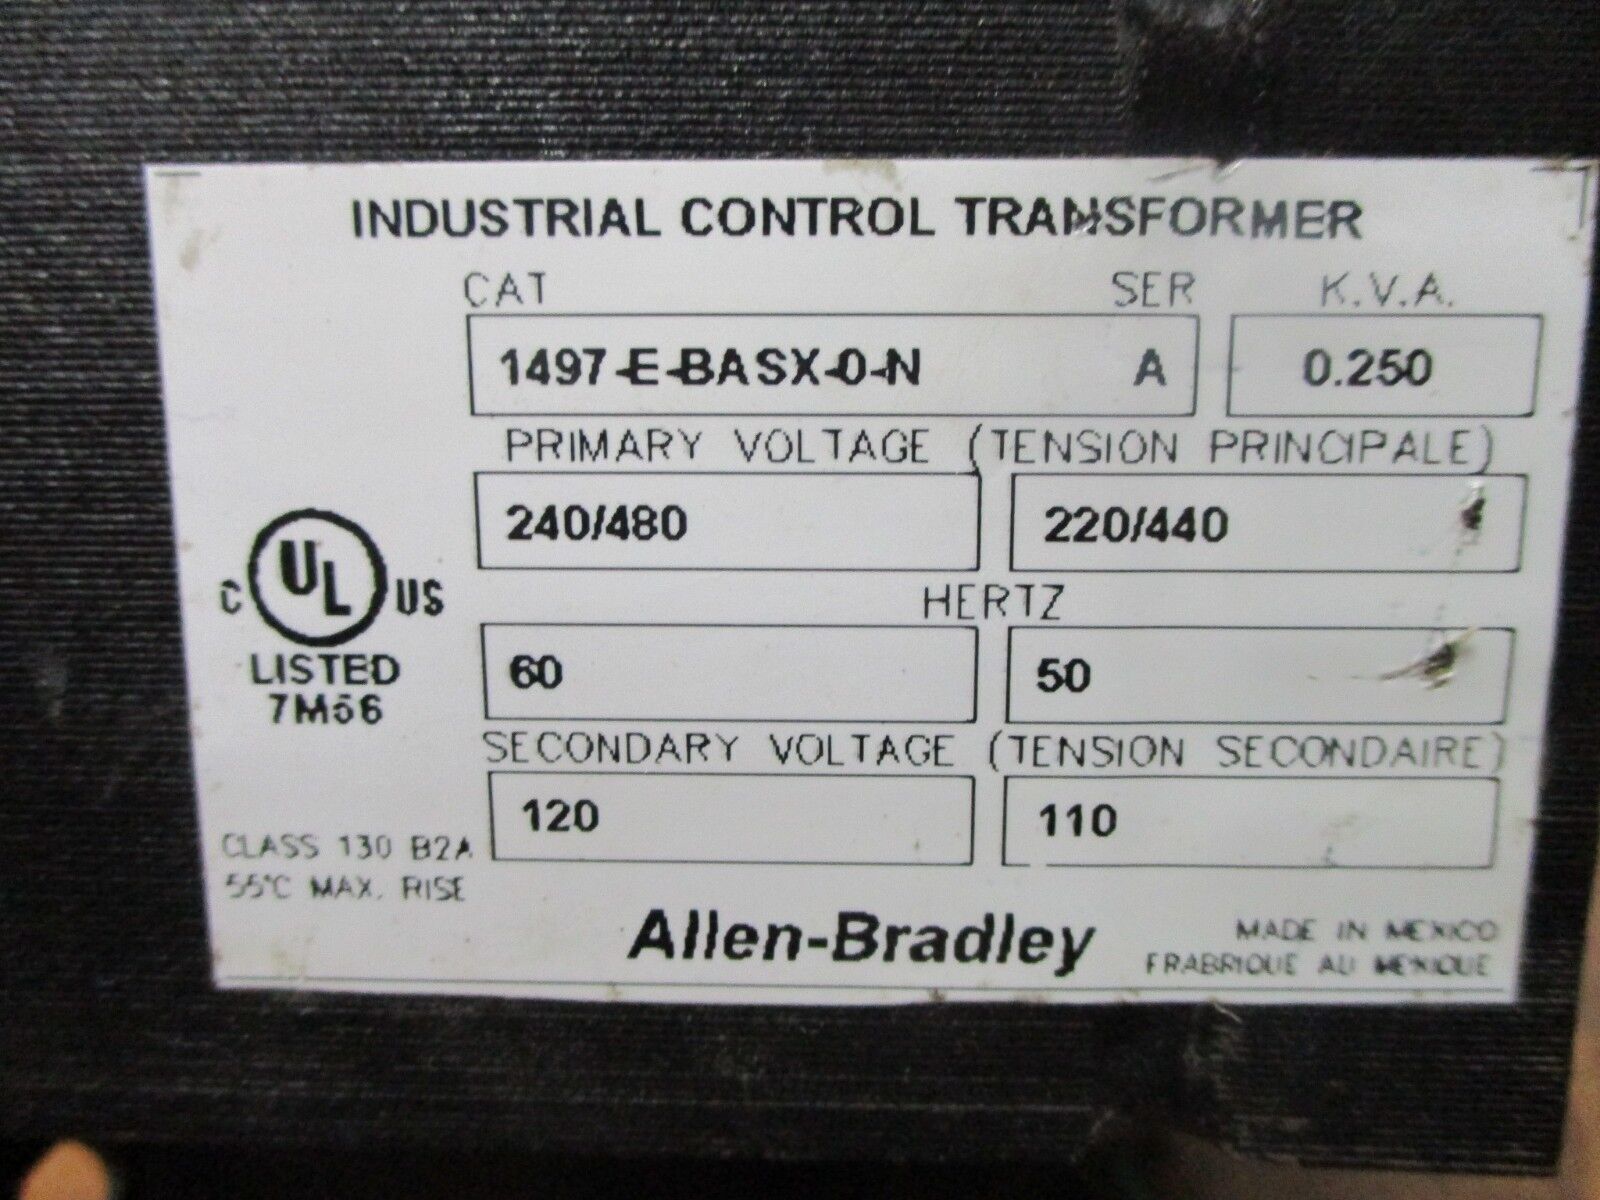 INDUSTRIAL CONTROL TRANSFORMER
CAT SER K.V.A.
1497-E-BASX-0-N A 0.250
PRIMARY VOLTAGE (TENSION PRINCIPALE)
240/480 220/440
HERTZ
60 50
SECONDARY VOLTAGE (TENSION SECONDAIRE)
120 110
C UL US
LISTED
7M56
CLASS 130 B2A
55°C MAX. RISE
Allen-Bradley
MADE IN MEXICO
FRABRIQUE AU MEXIQUE